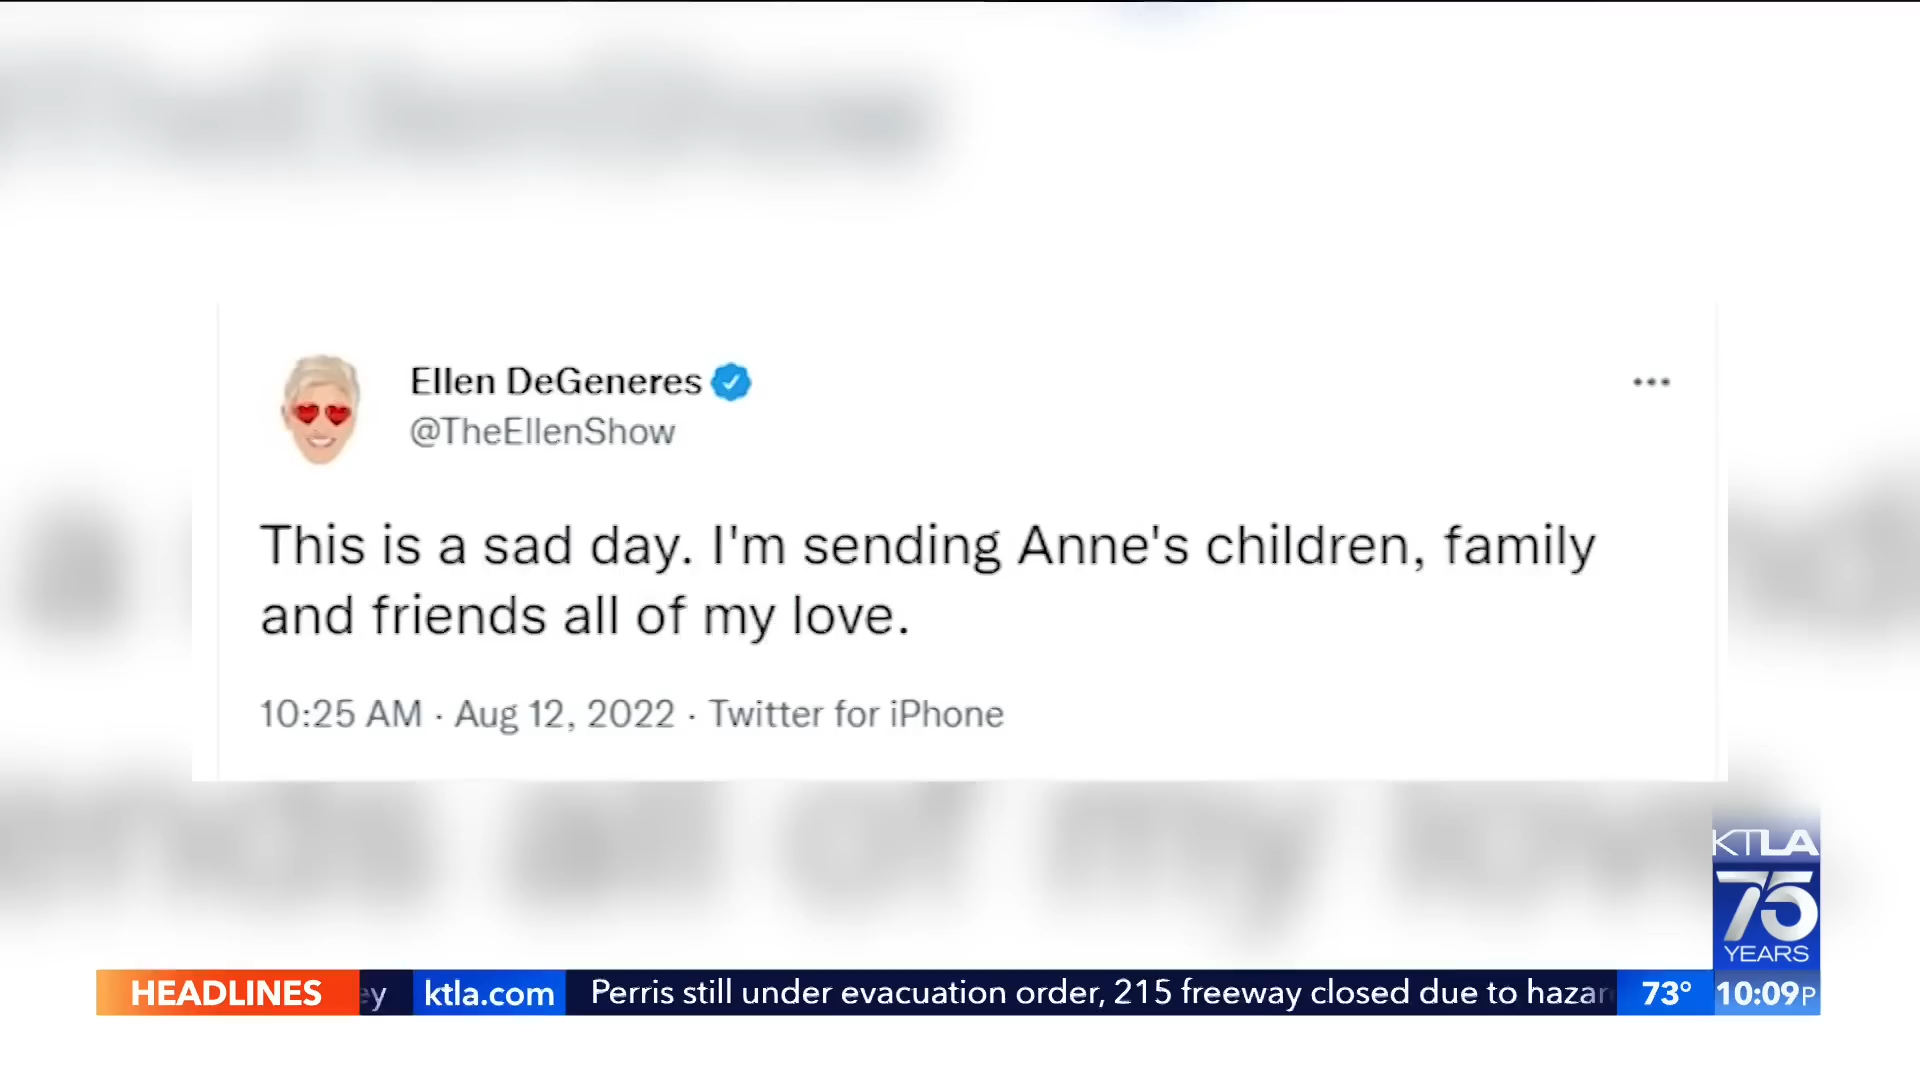 Ellen DeGeneres
@TheEllenShow
This is a sad day. I'm sending Anne's children, family
and friends all of my love.
10:25 AM · Aug 12, 2022 · Twitter for iPhone
KTLA
75
YEARS
HEADLINES
ktla.com
Perris still under evacuation order, 215 freeway closed due to
73°
10:09P